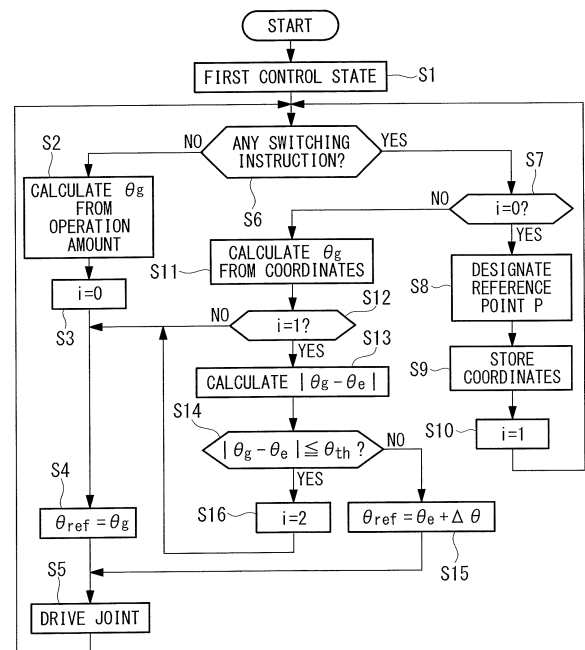 START
FIRST CONTROL STATE
S1
ANY SWITCHING
INSTRUCTION?
NO
YES
S6
S2
CALCULATE θg
FROM
OPERATION
AMOUNT
i=0
S3
S7
i=0?
NO
YES
S8
DESIGNATE
REFERENCE
POINT P
S9
STORE
COORDINATES
S10
i=1
S11
CALCULATE θg
FROM COORDINATES
S12
i=1?
NO
YES
S13
CALCULATE |θg-θe|
S14
|θg-θe|≦θth?
NO
YES
S16
i=2
θref=θe+Δθ
S15
S4
θref=θg
S5
DRIVE JOINT